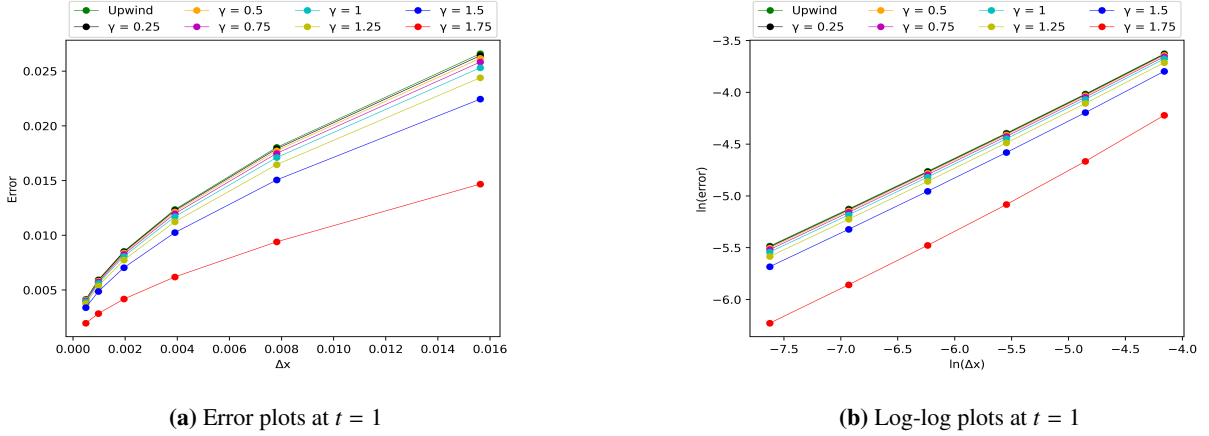 Upwind γ = 0.5 γ = 1 γ = 1.5
γ = 0.25 γ = 0.75 γ = 1.25 γ = 1.75
0.025
0.020
0.015
0.010
0.005
Error
0.000 0.002 0.004 0.006 0.008 0.010 0.012 0.014 0.016
Δx
(a) Error plots at t = 1
Upwind γ = 0.5 γ = 1 γ = 1.5
γ = 0.25 γ = 0.75 γ = 1.25 γ = 1.75
−3.5
−4.0
−4.5
−5.0
−5.5
−6.0
ln(error)
−7.5 −7.0 −6.5 −6.0 −5.5 −5.0 −4.5 −4.0
ln(Δx)
(b) Log-log plots at t = 1